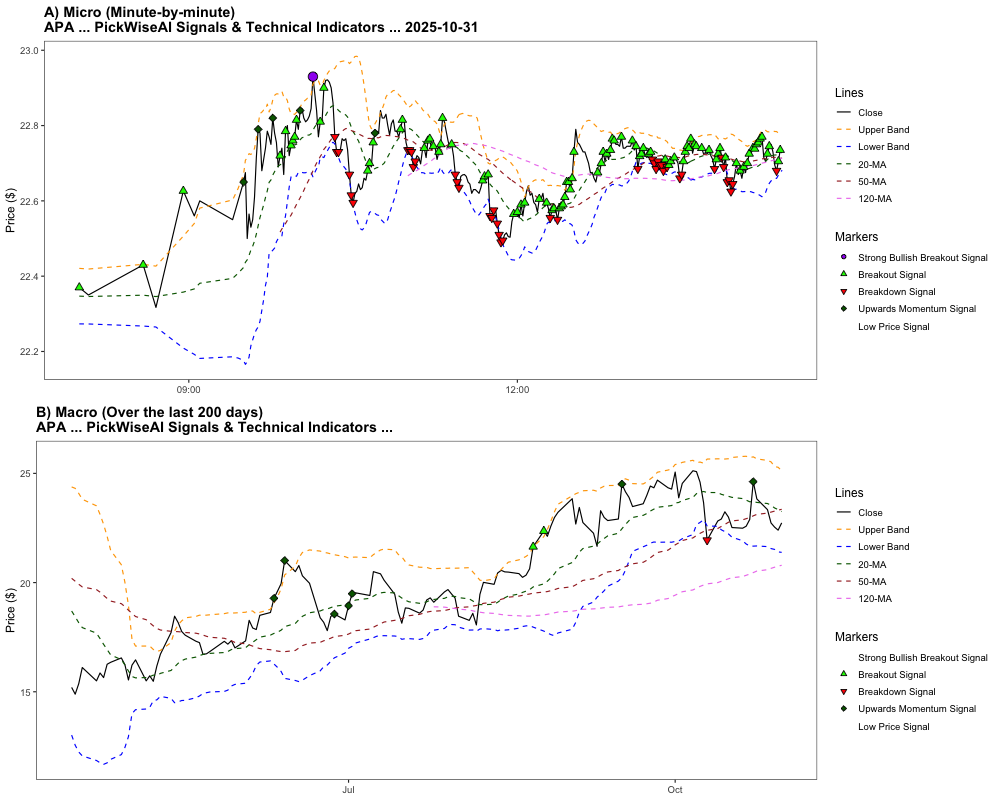 A) Micro (Minute-by-minute)
APA ... PickWiseAI Signals & Technical Indicators ... 2025-10-31
Price ($)
23.0
22.8
22.6
22.4
22.2
09:00
12:00
Lines
Close
Upper Band
Lower Band
20-MA
50-MA
120-MA
Markers
Strong Bullish Breakout Signal
Breakout Signal
Breakdown Signal
Upwards Momentum Signal
Low Price Signal
B) Macro (Over the last 200 days)
APA ... PickWiseAI Signals & Technical Indicators ...
Price ($)
25
20
15
Jul
Oct
Lines
Close
Upper Band
Lower Band
20-MA
50-MA
120-MA
Markers
Strong Bullish Breakout Signal
Breakout Signal
Breakdown Signal
Upwards Momentum Signal
Low Price Signal